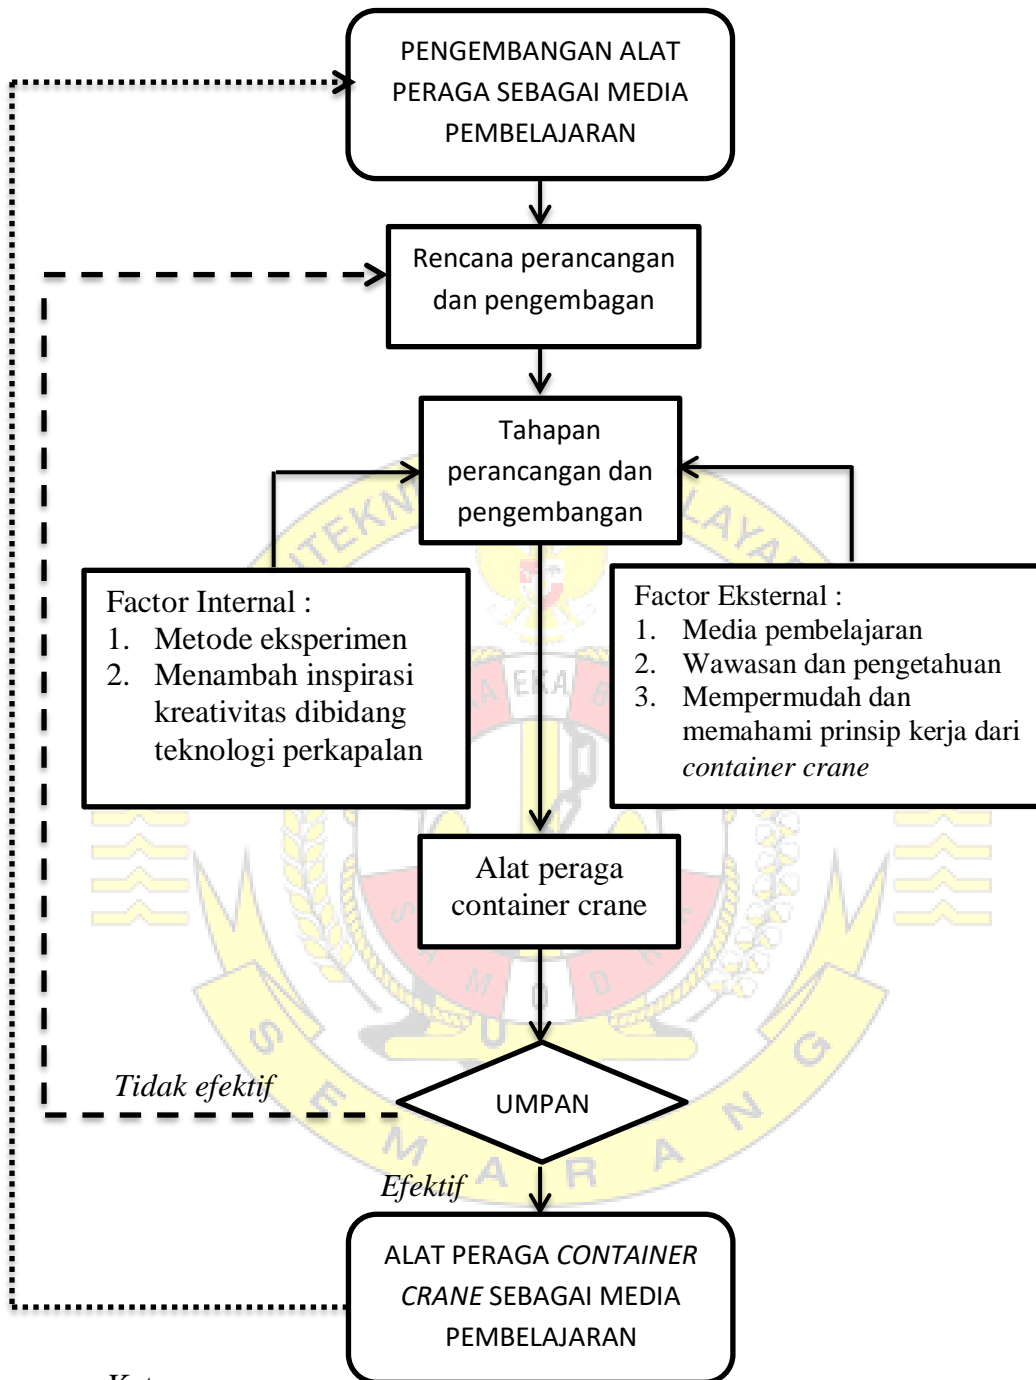 PENGEMBANGAN ALAT
PERAGA SEBAGAI MEDIA
PEMBELAJARAN
Rencana perancangan
dan pengembagan
Tahapan
perancangan dan
pengembangan
Factor Internal :
1. Metode eksperimen
2. Menambah inspirasi
kreativitas dibidang
teknologi perkapalan
Factor Eksternal :
1. Media pembelajaran
2. Wawasan dan pengetahuan
3. Mempermudah dan
memahami prinsip kerja dari
container crane
EKA
Alat peraga
container crane
Tidak efektif
UMPAN
Efektif
SEMARANG
ALAT PERAGA CONTAINER
CRANE SEBAGAI MEDIA
PEMBELAJARAN